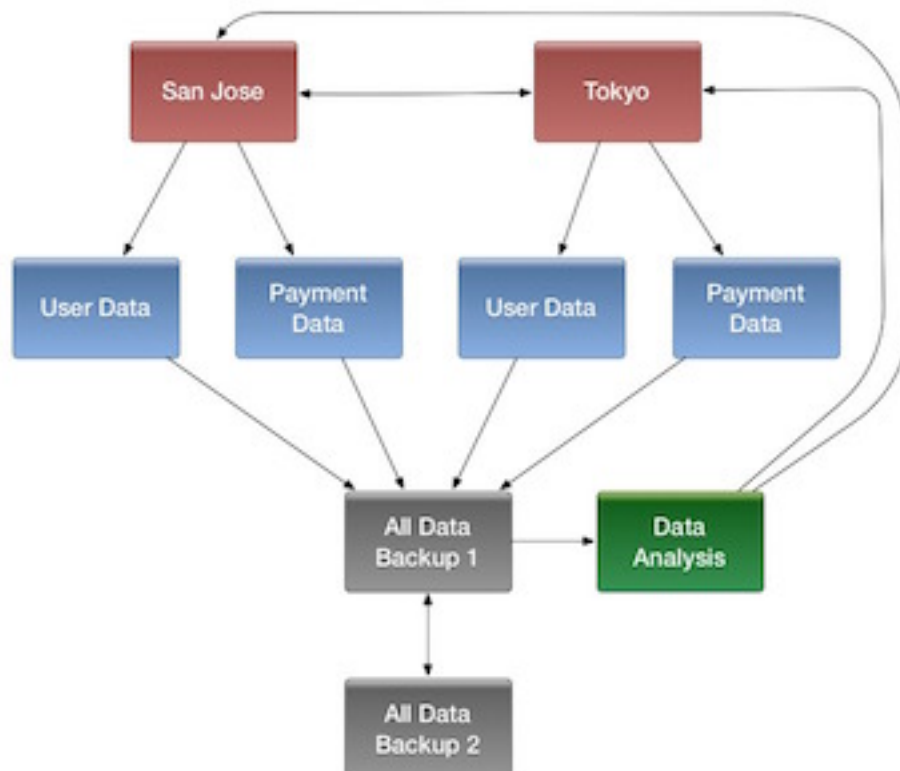 San Jose
Tokyo
User Data
Payment
Data
User Data
Payment
Data
All Data
Backup 1
Data
Analysis
All Data
Backup 2